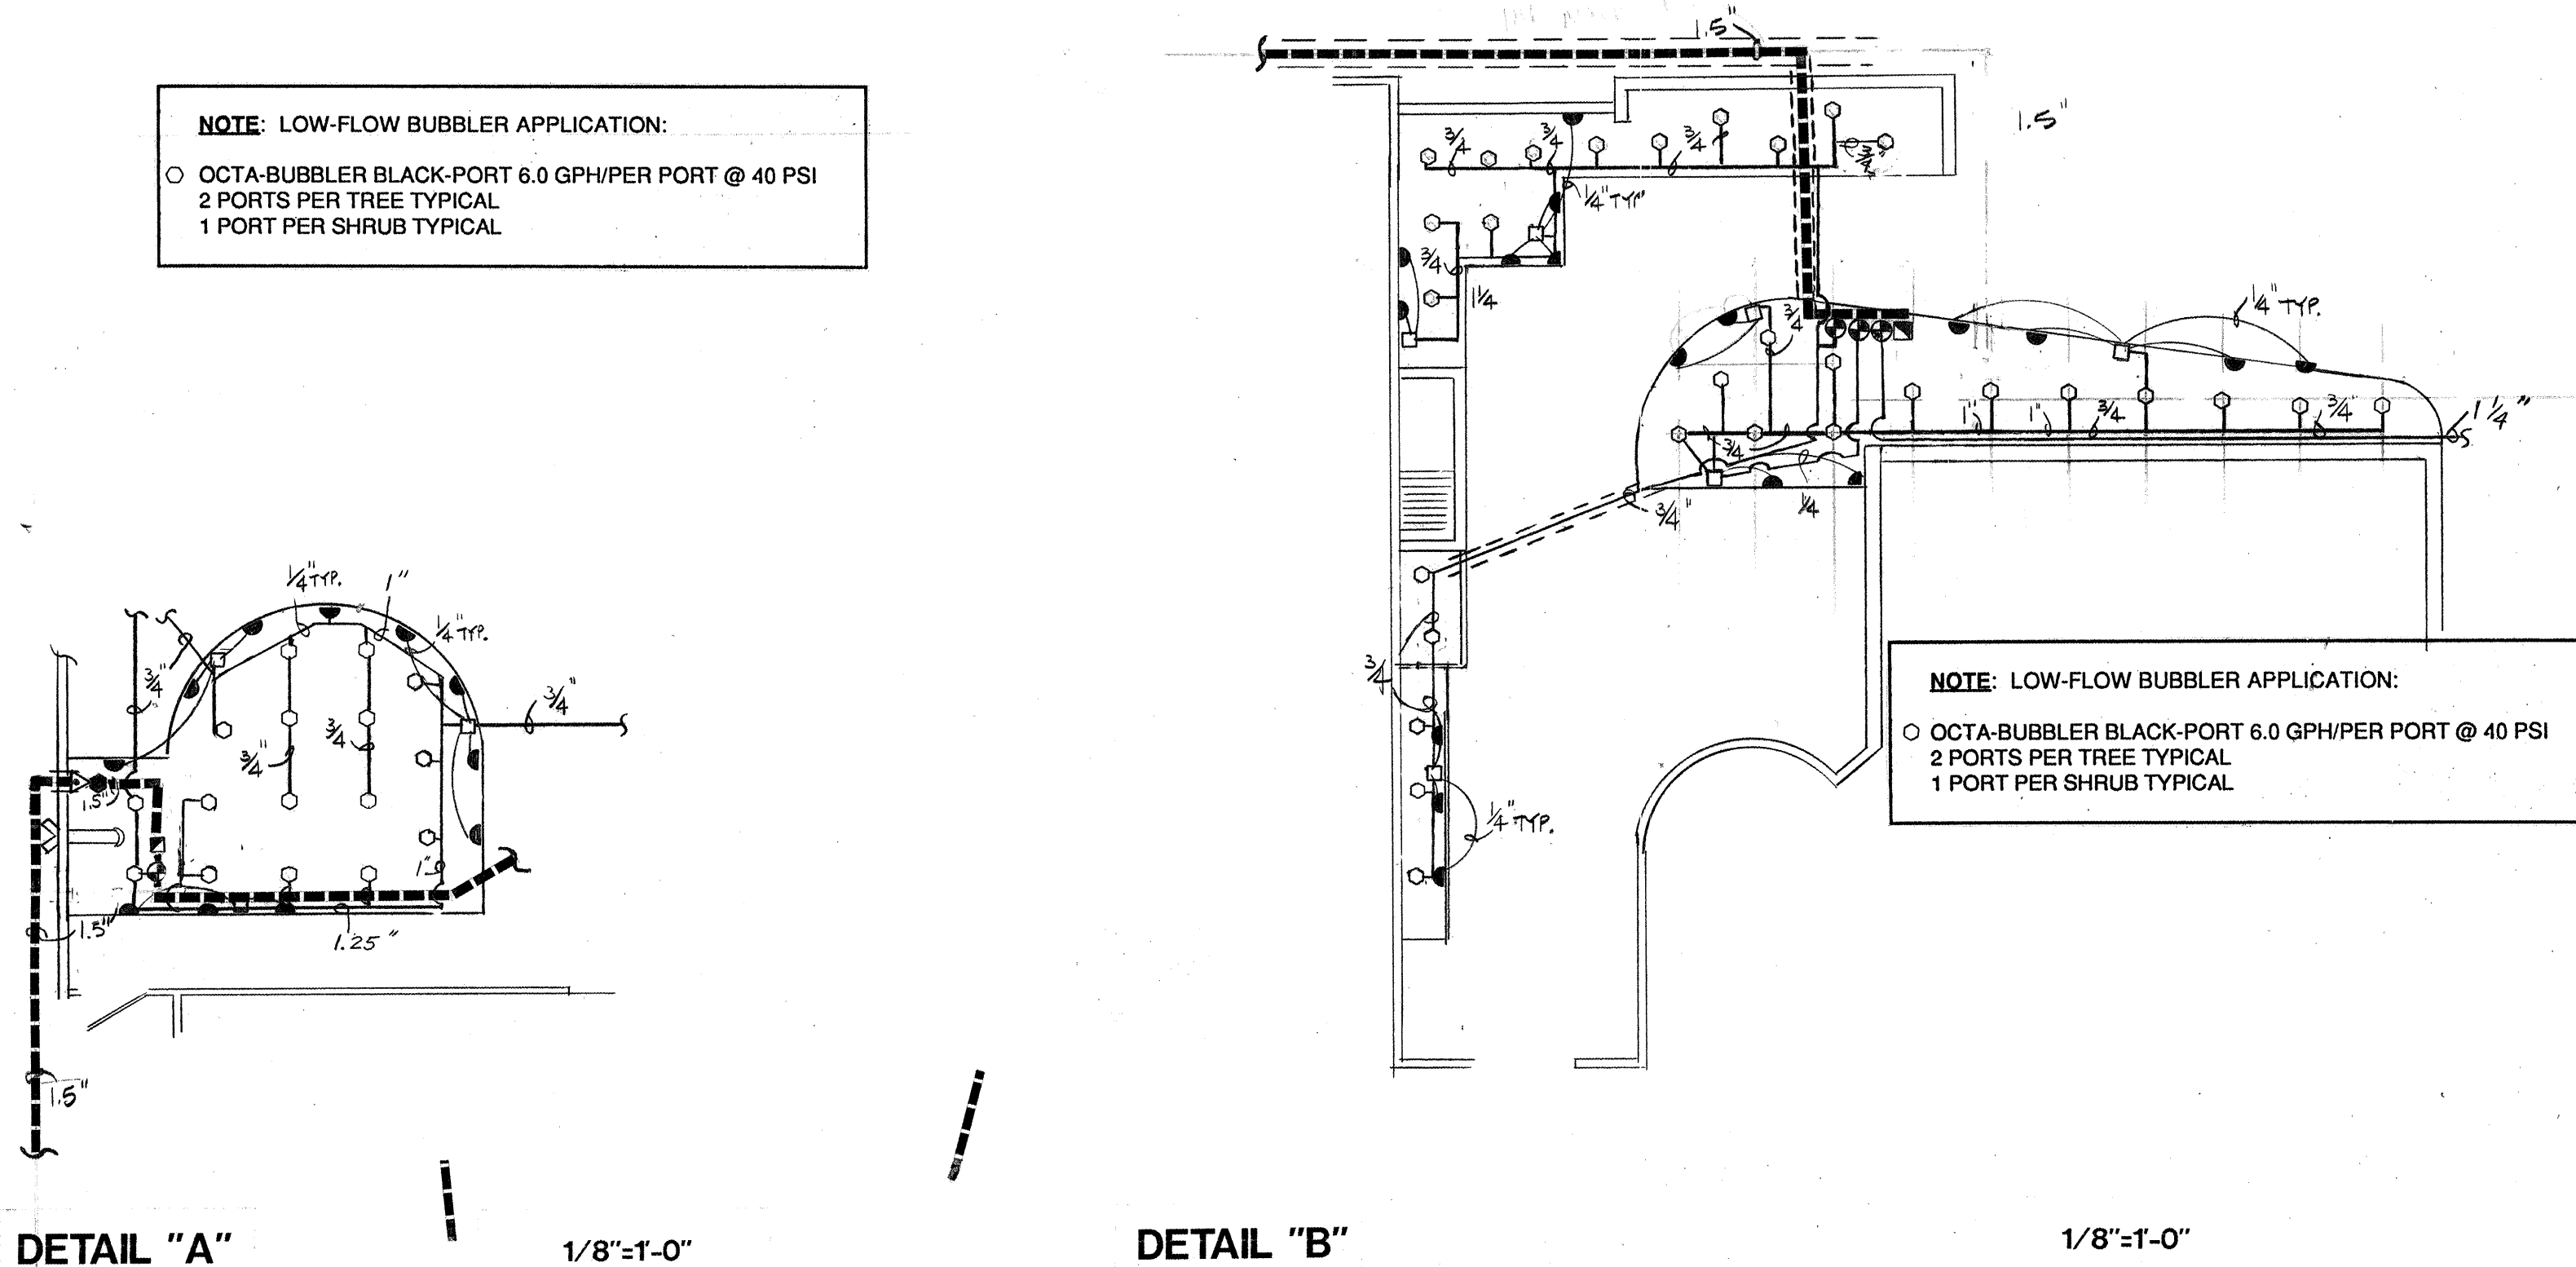 NOTE: LOW-FLOW BUBBLER APPLICATION:
OCTA-BUBBLER BLACK-PORT 6.0 GPH/PER PORT @ 40 PSI
2 PORTS PER TREE TYPICAL
1 PORT PER SHRUB TYPICAL
1/4" TYP.
1"
1/4" TYP.
3/4"
3/4"
3/4"
3/4
1.5"
1"
1.5"
1.25"
1.5"
DETAIL "A"
1/8"=1'-0"
1.5"
1.5"
3/4
3/4
3/4
3/4"
1/4" TYP
3/4
1 1/4
3/4
1/4" TYP.
3/4
1"
1"
3/4
3/4"
1 1/4"
3/4"
1/4
3/4
1/4" TYP.
NOTE: LOW-FLOW BUBBLER APPLICATION:
OCTA-BUBBLER BLACK-PORT 6.0 GPH/PER PORT @ 40 PSI
2 PORTS PER TREE TYPICAL
1 PORT PER SHRUB TYPICAL
DETAIL "B"
1/8"=1'-0"